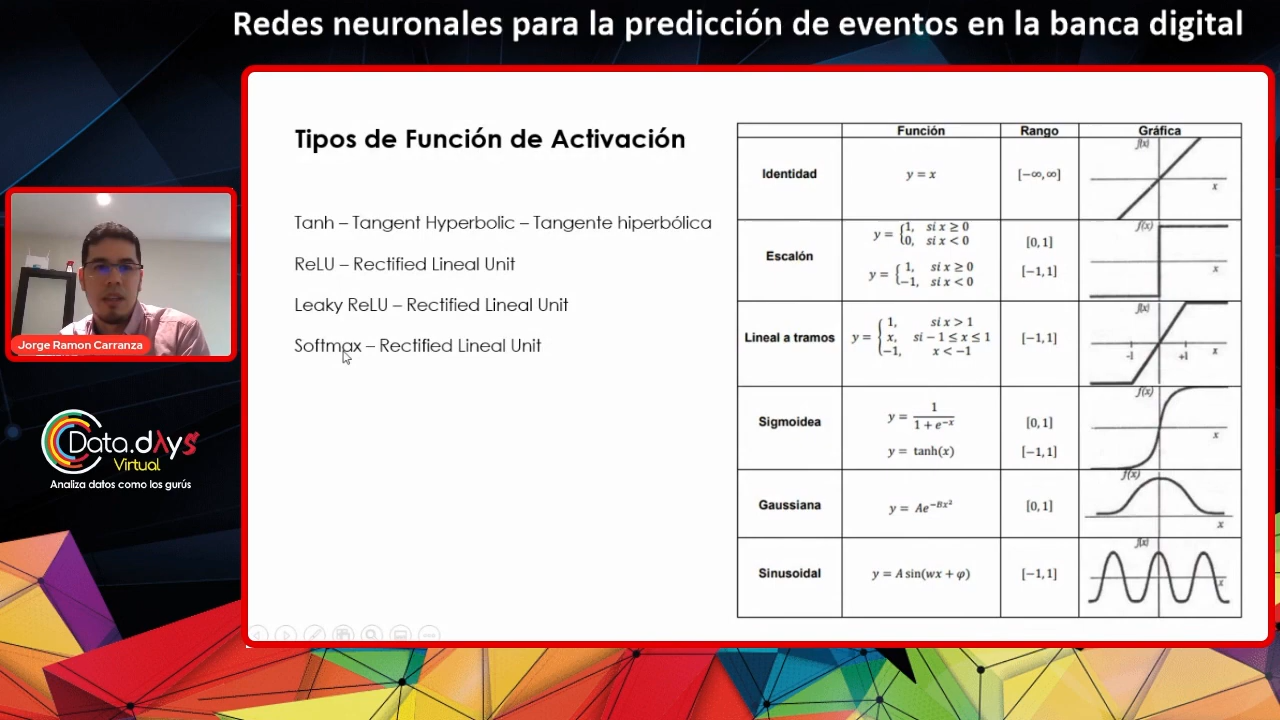 Redes neuronales para la predicción de eventos en la banca digital
Tipos de Función de Activación
Tanh – Tangent Hyperbolic – Tangente hiperbólica
ReLU – Rectified Lineal Unit
Leaky ReLU – Rectified Lineal Unit
Softmax – Rectified Lineal Unit
Función Rango Gráfica
Identidad y = x [−∞, ∞] f(x) x
Escalón y = {1, si x ≥ 0 [0, 1] f(x) x
0, si x < 0
y = {1, si x ≥ 0 [−1, 1]
−1, si x < 0
Lineal a tramos y = {1, si x > 1 [−1, 1] f(x) -1 +1 x
x, si − 1 ≤ x ≤ 1
−1, x < −1
Sigmoidea y = 1 / (1 + e^−x) [0, 1] f(x) x
y = tanh(x) [−1, 1]
Gaussiana y = Ae^−Bx² [0, 1] f(x) x
Sinusoidal y = A sin(wx + φ) [−1, 1] f(x) x
Jorge Ramon Carranza
Data.dAys
Virtual
Analiza datos como los gurús